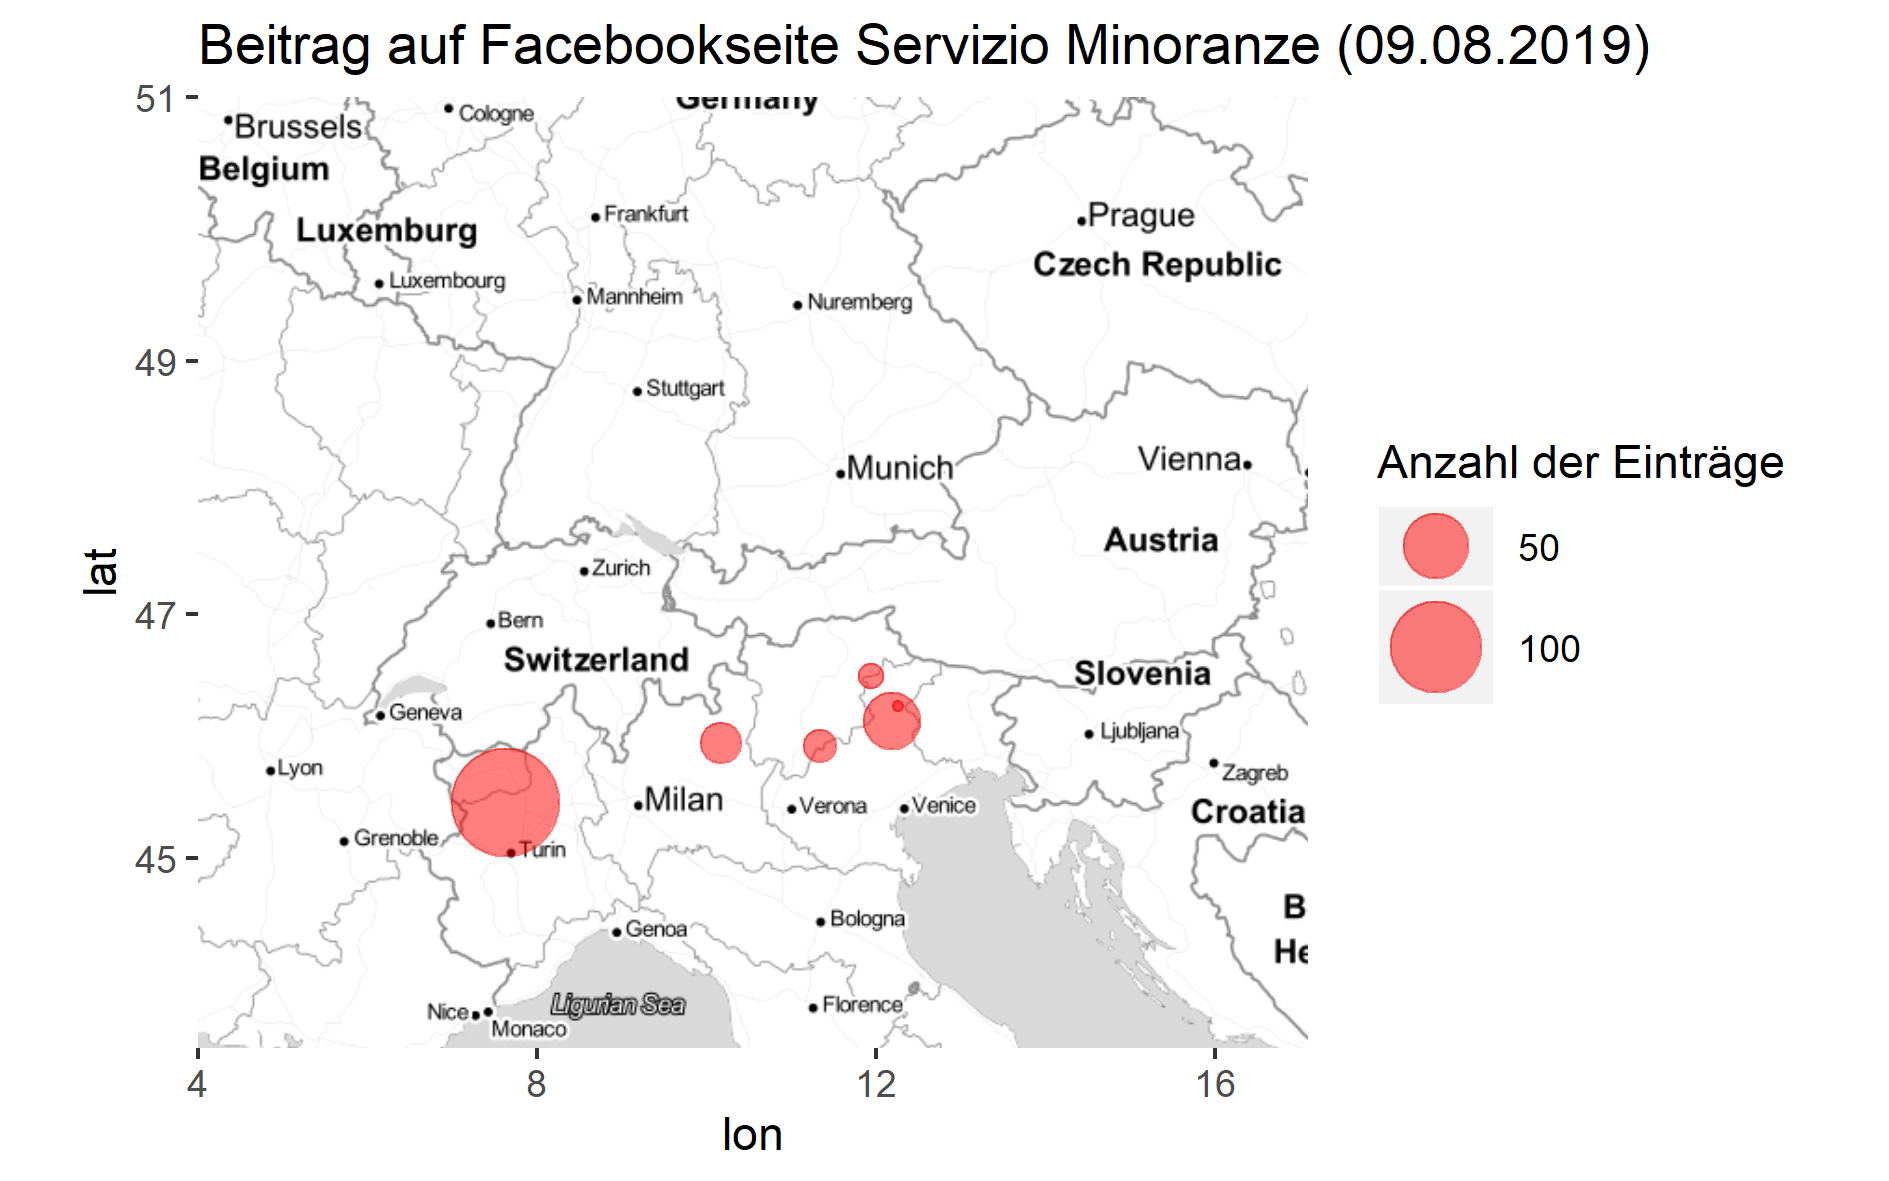 Beitrag auf Facebookseite Servizio Minoranze (09.08.2019)
51
49
47
45
lat
Germany
Cologne
Brussels
Belgium
Frankfurt
Prague
Luxemburg
Czech Republic
Luxembourg
Mannheim
Nuremberg
Stuttgart
Munich
Vienna
Austria
Zurich
Bern
Switzerland
Slovenia
Geneva
Ljubljana
Lyon
Zagreb
Milan
Verona
Venice
Croatia
Grenoble
Turin
B
Bologna
Genoa
He
Ligurian Sea
Florence
Nice
Monaco
4
8
12
16
lon
Anzahl der Einträge
50
100